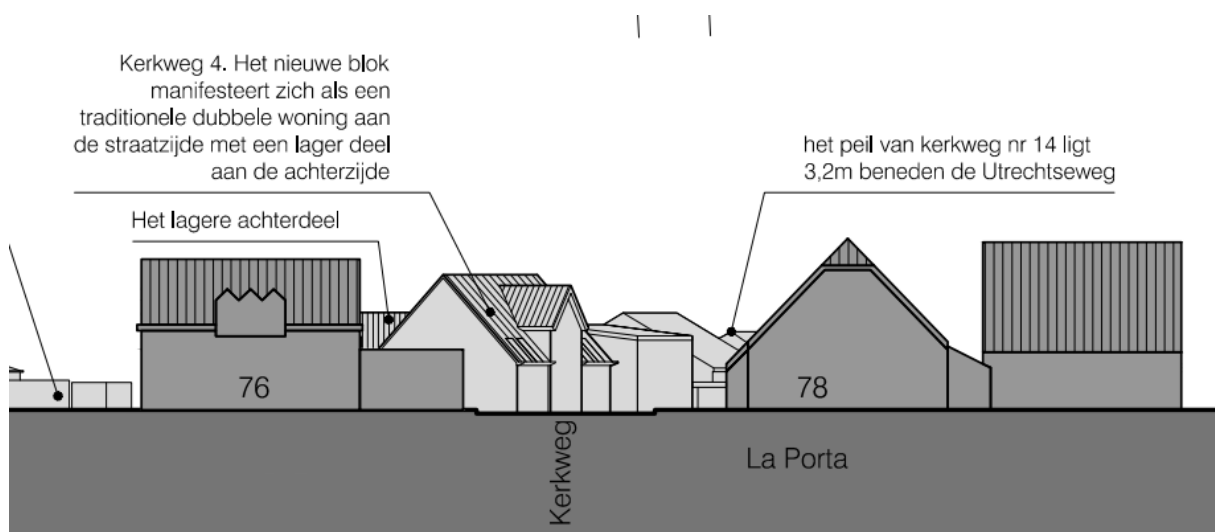 Kerkweg 4. Het nieuwe blok
manifesteert zich als een
traditionele dubbele woning aan
de straatzijde met een lager deel
aan de achterzijde
het peil van kerkweg nr 14 ligt
3,2m beneden de Utrechtseweg
Het lagere achterdeel
76
78
Kerkweg
La Porta